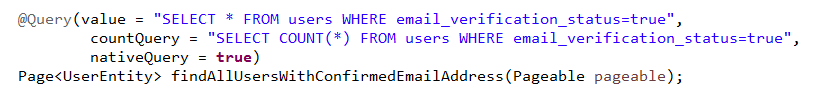 @Query(value = "SELECT * FROM users WHERE email_verification_status=true",
countQuery = "SELECT COUNT(*) FROM users WHERE email_verification_status=true",
nativeQuery = true)
Page<UserEntity> findAllUsersWithConfirmedEmailAddress(Pageable pageable);